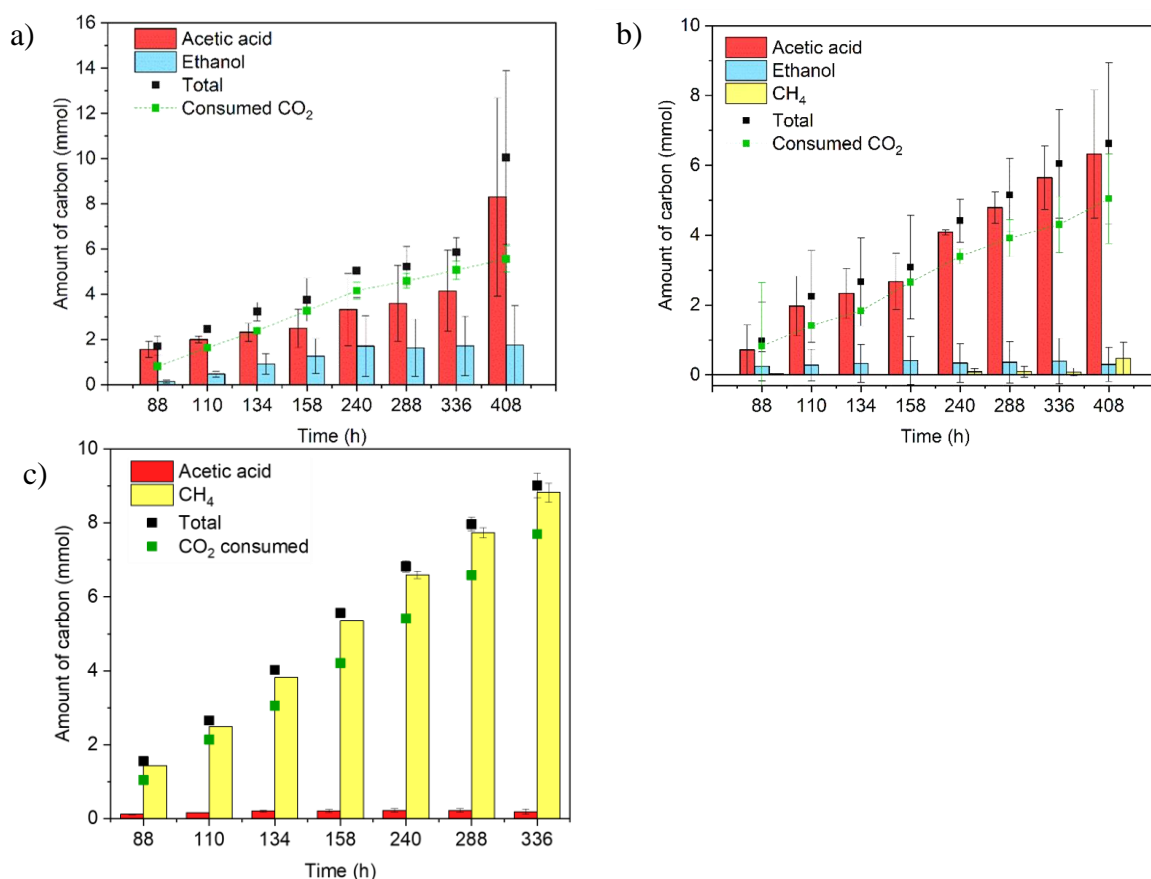 a)
Amount of carbon (mmol)
16
14
12
10
8
6
4
2
0
Acetic acid
Ethanol
Total
Consumed CO₂
88 110 134 158 240 288 336 408
Time (h)
b)
Amount of carbon (mmol)
10
8
6
4
2
0
Acetic acid
Ethanol
CH₄
Total
Consumed CO₂
88 110 134 158 240 288 336 408
Time (h)
c)
Amount of carbon (mmol)
10
8
6
4
2
0
Acetic acid
CH₄
Total
CO₂ consumed
88 110 134 158 240 288 336
Time (h)